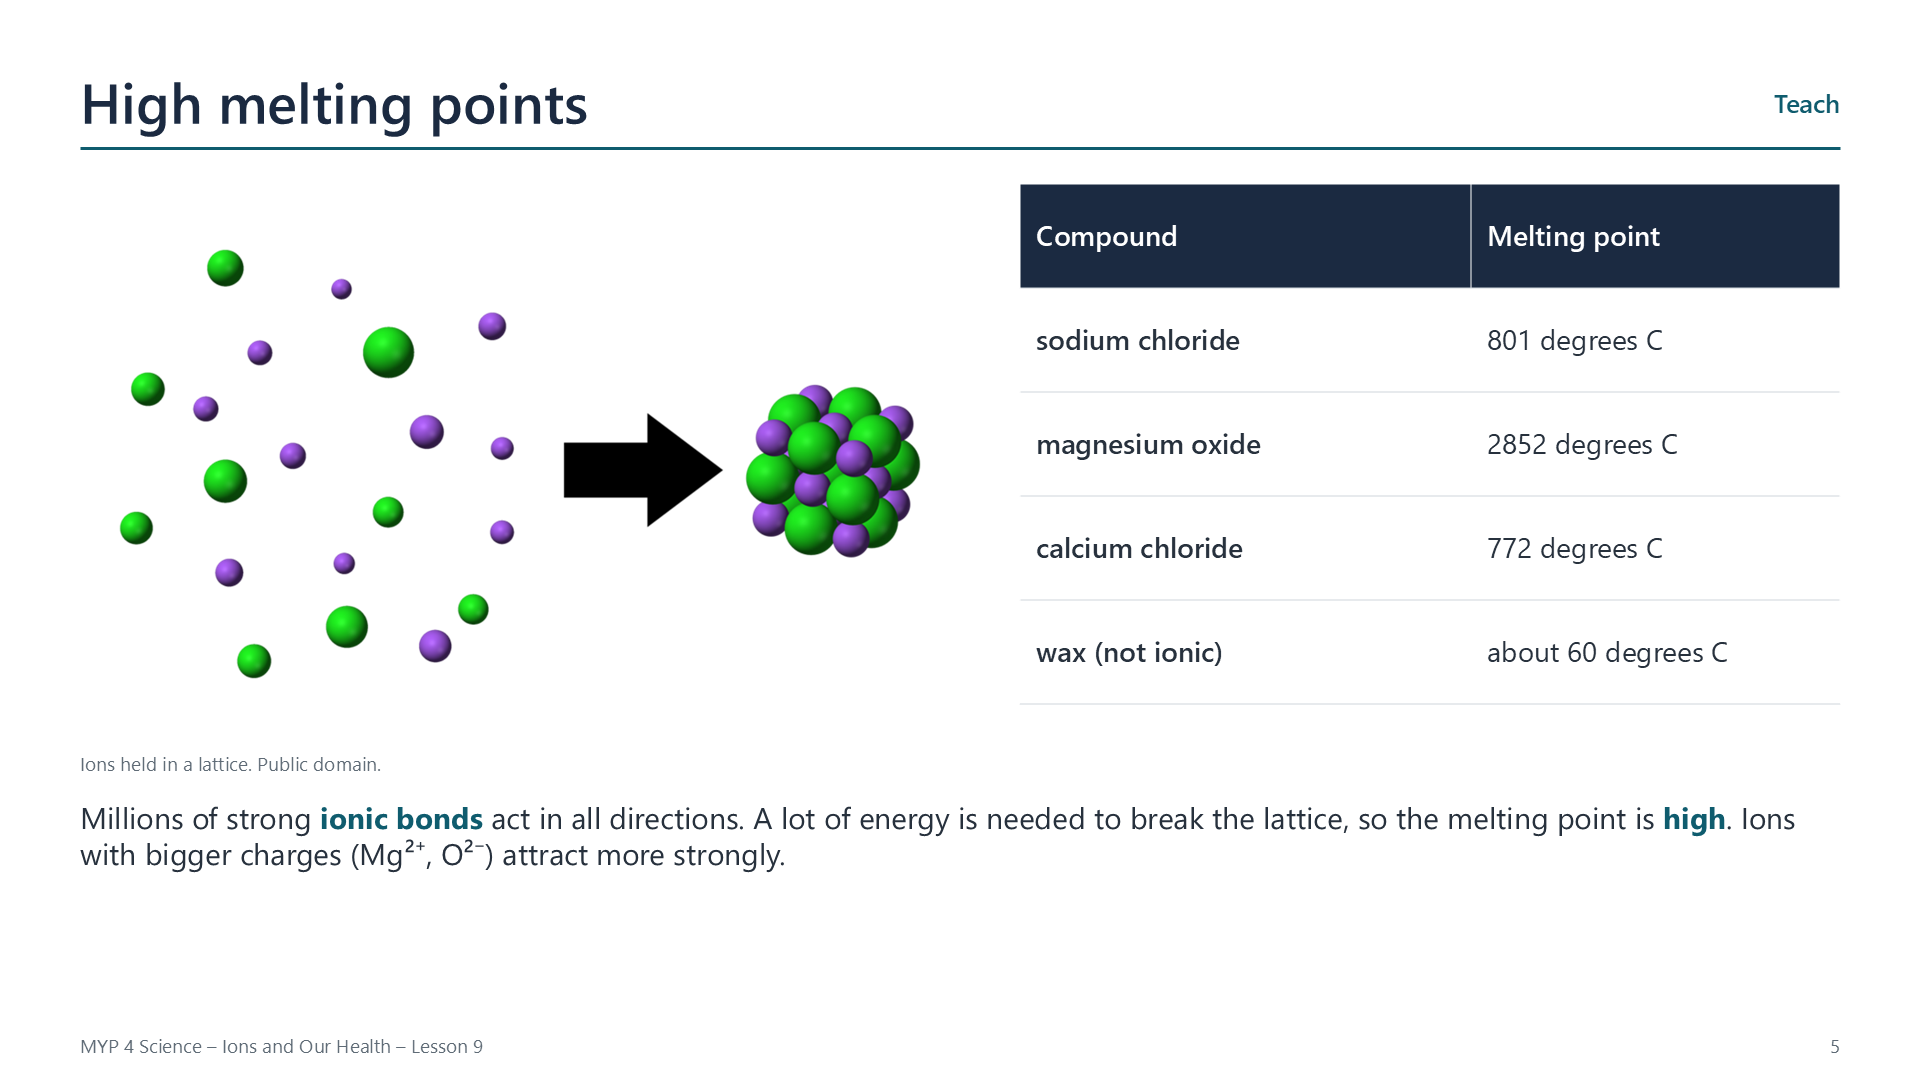 High melting points
Teach
Compound Melting point
sodium chloride 801 degrees C
magnesium oxide 2852 degrees C
calcium chloride 772 degrees C
wax (not ionic) about 60 degrees C
Ions held in a lattice. Public domain.
Millions of strong ionic bonds act in all directions. A lot of energy is needed to break the lattice, so the melting point is high. Ions
with bigger charges (Mg²⁺, O²⁻) attract more strongly.
MYP 4 Science – Ions and Our Health – Lesson 9
5